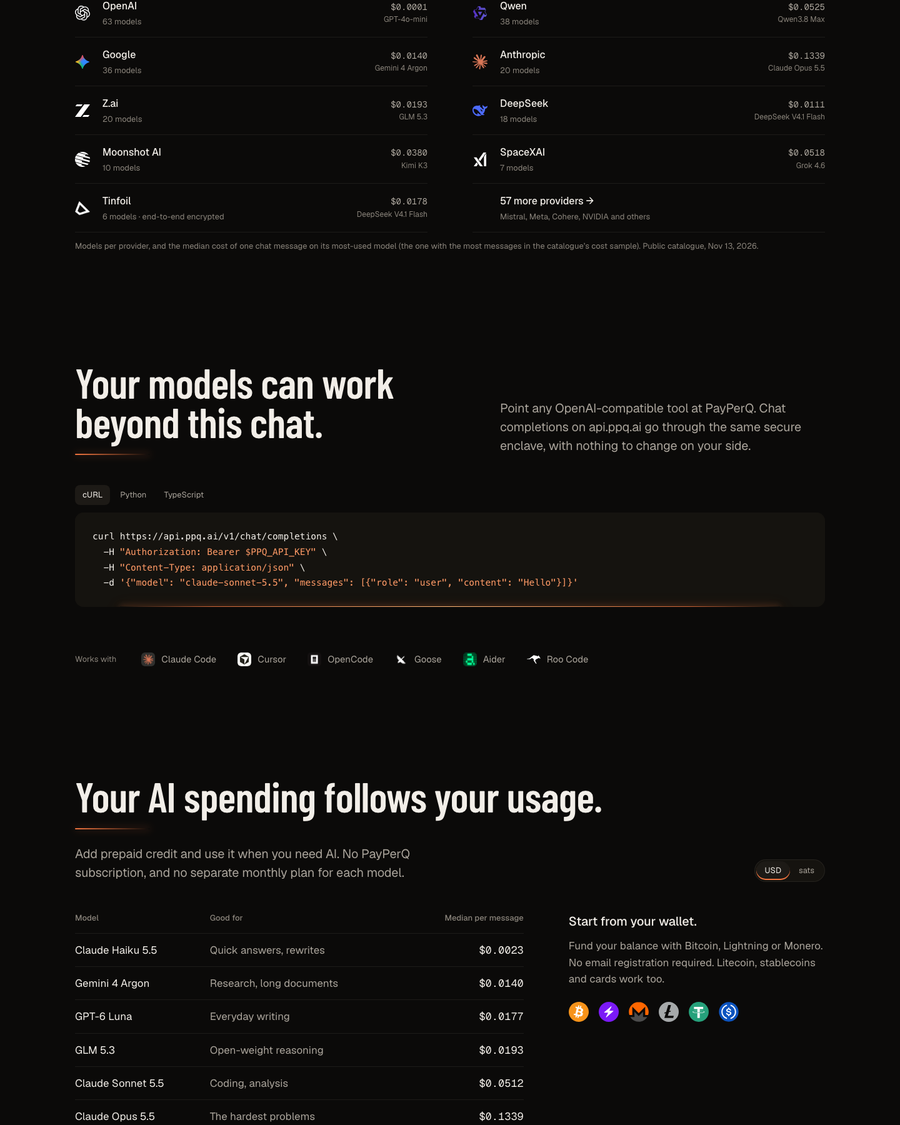 OpenAI
63 models
$0.0001
GPT-4o-mini
Qwen
38 models
$0.0525
Qwen3.8 Max
Google
36 models
$0.0140
Gemini 4 Argon
Anthropic
20 models
$0.1339
Claude Opus 5.5
Z.ai
20 models
$0.0193
GLM 5.3
DeepSeek
18 models
$0.0111
DeepSeek V4.1 Flash
Moonshot AI
10 models
$0.0380
Kimi K3
SpaceXAI
7 models
$0.0518
Grok 4.6
Tinfoil
6 models · end-to-end encrypted
$0.0178
DeepSeek V4.1 Flash
57 more providers →
Mistral, Meta, Cohere, NVIDIA and others
Models per provider, and the median cost of one chat message on its most-used model (the one with the most messages in the catalogue's cost sample). Public catalogue, Nov 13, 2026.
Your models can work
beyond this chat.
Point any OpenAI-compatible tool at PayPerQ. Chat
completions on api.ppq.ai go through the same secure
enclave, with nothing to change on your side.
cURL Python TypeScript
curl https://api.ppq.ai/v1/chat/completions \
-H "Authorization: Bearer $PPQ_API_KEY" \
-H "Content-Type: application/json" \
-d '{"model": "claude-sonnet-5.5", "messages": [{"role": "user", "content": "Hello"}]}'
Works with Claude Code Cursor OpenCode Goose Aider Roo Code
Your AI spending follows your usage.
Add prepaid credit and use it when you need AI. No PayPerQ
subscription, and no separate monthly plan for each model.
USD sats
Model Good for Median per message
Claude Haiku 5.5 Quick answers, rewrites $0.0023
Gemini 4 Argon Research, long documents $0.0140
GPT-6 Luna Everyday writing $0.0177
GLM 5.3 Open-weight reasoning $0.0193
Claude Sonnet 5.5 Coding, analysis $0.0512
Claude Opus 5.5 The hardest problems $0.1339
Start from your wallet.
Fund your balance with Bitcoin, Lightning or Monero.
No email registration required. Litecoin, stablecoins
and cards work too.